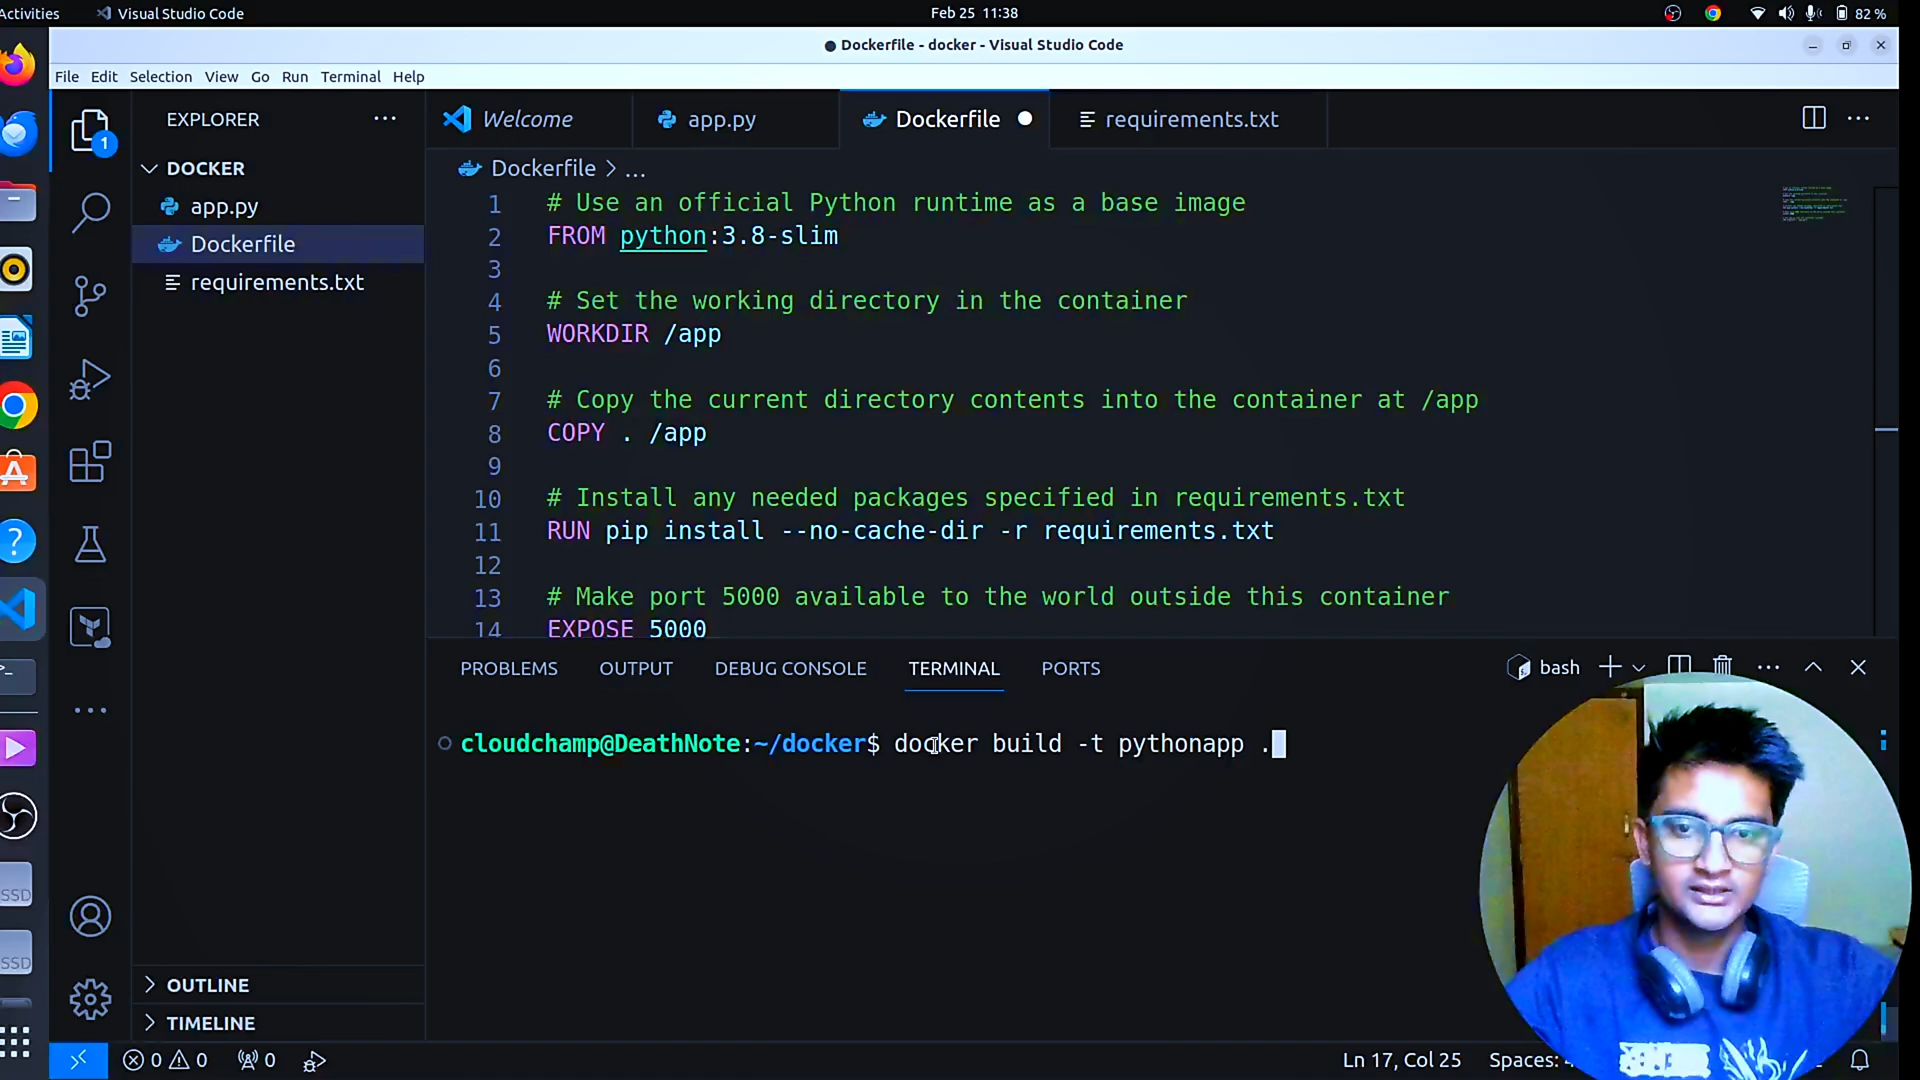 Activities
Visual Studio Code
Feb 25 11:38
82 %
● Dockerfile - docker - Visual Studio Code
File Edit Selection View Go Run Terminal Help
EXPLORER
1
DOCKER
app.py
Dockerfile
requirements.txt
OUTLINE
TIMELINE
Welcome
app.py
Dockerfile
requirements.txt
Dockerfile > ...
1 # Use an official Python runtime as a base image
2 FROM python:3.8-slim
3
4 # Set the working directory in the container
5 WORKDIR /app
6
7 # Copy the current directory contents into the container at /app
8 COPY . /app
9
10 # Install any needed packages specified in requirements.txt
11 RUN pip install --no-cache-dir -r requirements.txt
12
13 # Make port 5000 available to the world outside this container
14 EXPOSE 5000
PROBLEMS OUTPUT DEBUG CONSOLE TERMINAL PORTS
bash
cloudchamp@DeathNote:~/docker$ docker build -t pythonapp .
SSD
SSD
0 0 0
Ln 17, Col 25 Spaces: